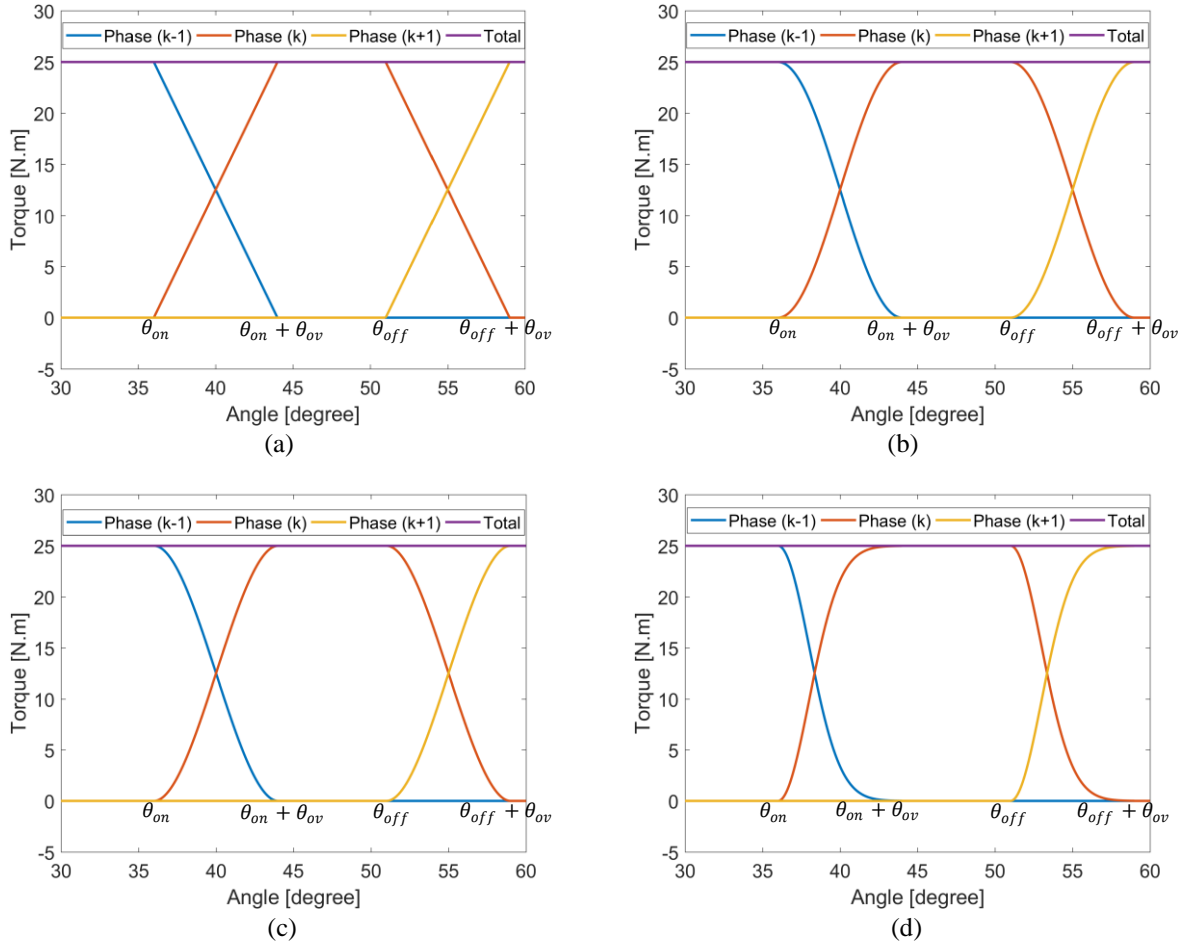 Phase (k-1) Phase (k) Phase (k+1) Total
30
25
20
15
10
5
0
-5
Torque [N.m]
θon θon + θov θoff θoff + θov
30 35 40 45 50 55 60
Angle [degree]
(a)
Phase (k-1) Phase (k) Phase (k+1) Total
30
25
20
15
10
5
0
-5
Torque [N.m]
θon θon + θov θoff θoff + θov
30 35 40 45 50 55 60
Angle [degree]
(b)
Phase (k-1) Phase (k) Phase (k+1) Total
30
25
20
15
10
5
0
-5
Torque [N.m]
θon θon + θov θoff θoff + θov
30 35 40 45 50 55 60
Angle [degree]
(c)
Phase (k-1) Phase (k) Phase (k+1) Total
30
25
20
15
10
5
0
-5
Torque [N.m]
θon θon + θov θoff θoff + θov
30 35 40 45 50 55 60
Angle [degree]
(d)